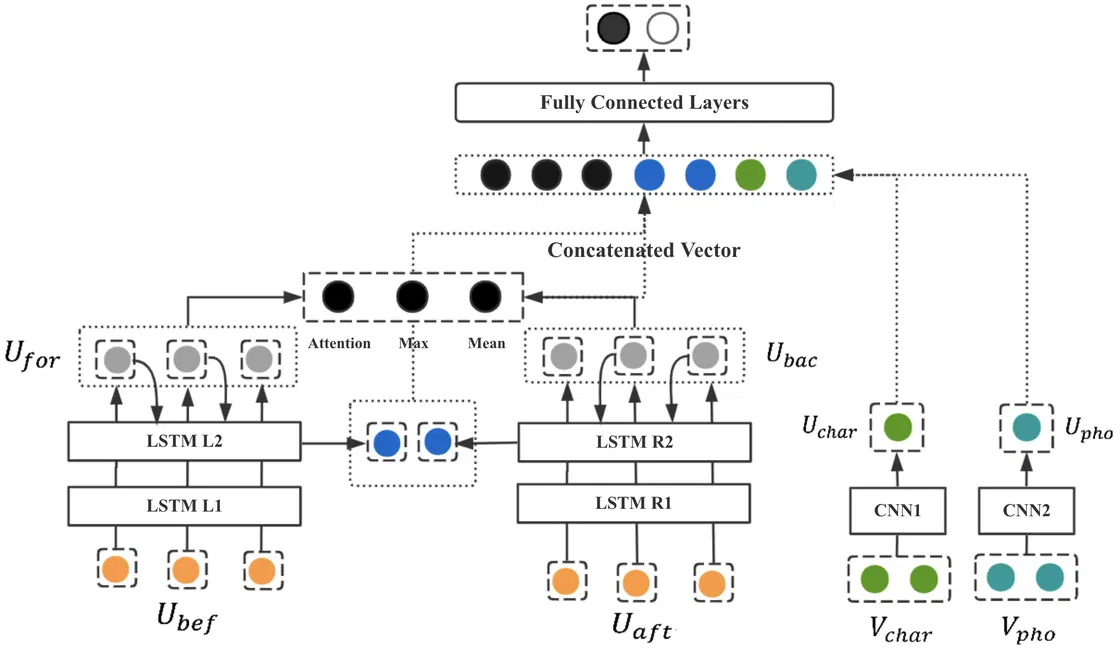 Fully Connected Layers
Concatenated Vector
Attention Max Mean
U_for
U_bac
LSTM L2
LSTM R2
U_char
U_pho
LSTM L1
LSTM R1
CNN1
CNN2
U_bef
U_aft
V_char
V_pho